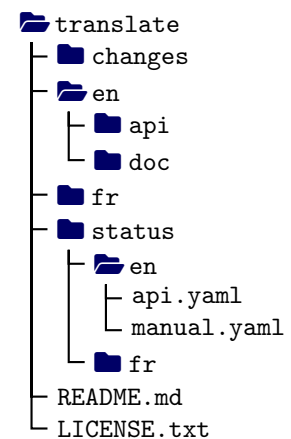 translate
changes
en
api
doc
fr
status
en
api.yaml
manual.yaml
fr
README.md
LICENSE.txt